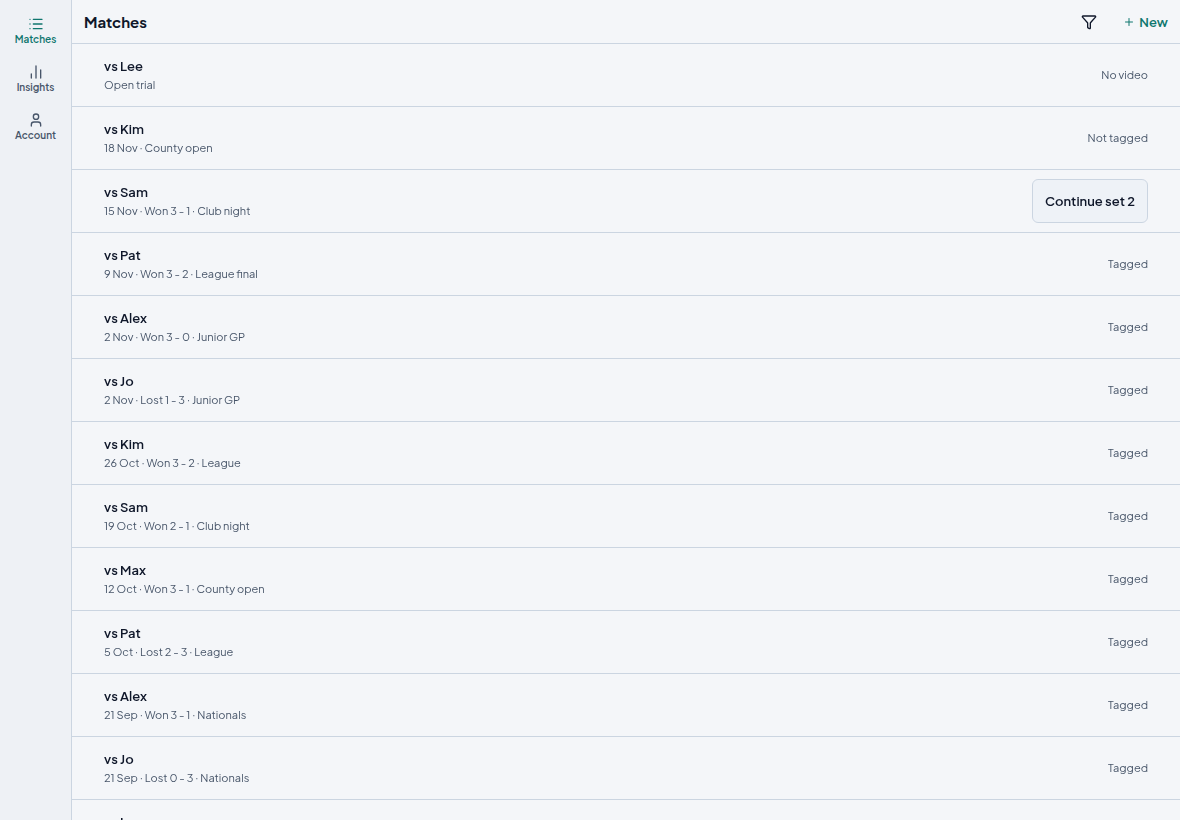 Matches
Insights
Account
Matches
+ New
vs Lee
Open trial
No video
vs Kim
18 Nov · County open
Not tagged
vs Sam
15 Nov · Won 3 - 1 · Club night
Continue set 2
vs Pat
9 Nov · Won 3 - 2 · League final
Tagged
vs Alex
2 Nov · Won 3 - 0 · Junior GP
Tagged
vs Jo
2 Nov · Lost 1 - 3 · Junior GP
Tagged
vs Kim
26 Oct · Won 3 - 2 · League
Tagged
vs Sam
19 Oct · Won 2 - 1 · Club night
Tagged
vs Max
12 Oct · Won 3 - 1 · County open
Tagged
vs Pat
5 Oct · Lost 2 - 3 · League
Tagged
vs Alex
21 Sep · Won 3 - 1 · Nationals
Tagged
vs Jo
21 Sep · Lost 0 - 3 · Nationals
Tagged